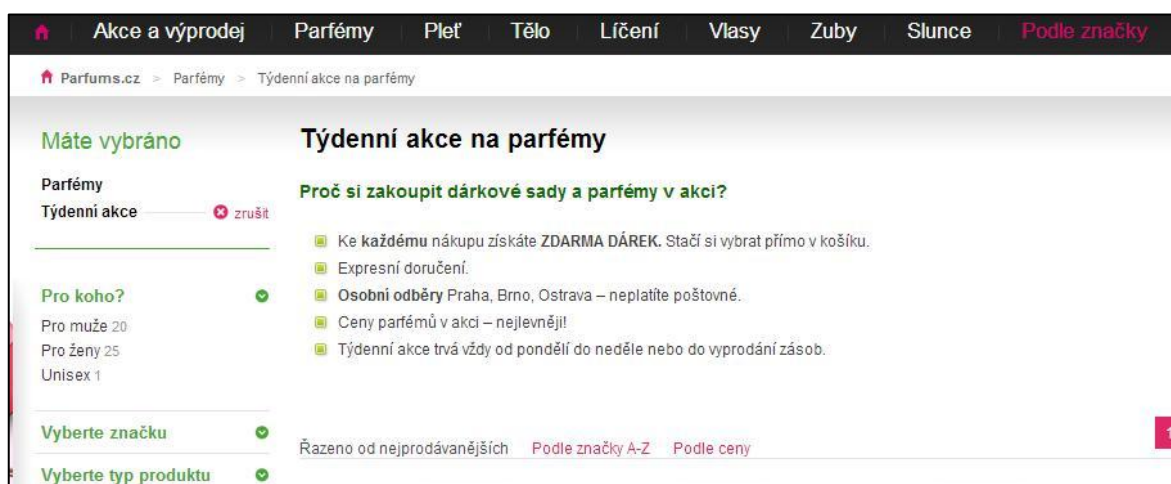 Akce a výprodej Parfémy Pleť Tělo Líčení Vlasy Zuby Slunce Podle značky
Parfums.cz > Parfémy > Týdenní akce na parfémy
Máte vybráno
Parfémy
Týdenní akce zrušit
Pro koho?
Pro muže 20
Pro ženy 25
Unisex 1
Vyberte značku
Vyberte typ produktu
Týdenní akce na parfémy
Proč si zakoupit dárkové sady a parfémy v akci?
Ke každému nákupu získáte ZDARMA DÁREK. Stačí si vybrat přímo v košíku.
Expresní doručení.
Osobní odběry Praha, Brno, Ostrava – neplatíte poštovné.
Ceny parfémů v akci – nejlevněji!
Týdenní akce trvá vždy od pondělí do neděle nebo do vyprodání zásob.
Řazeno od nejprodávanějších Podle značky A-Z Podle ceny
1